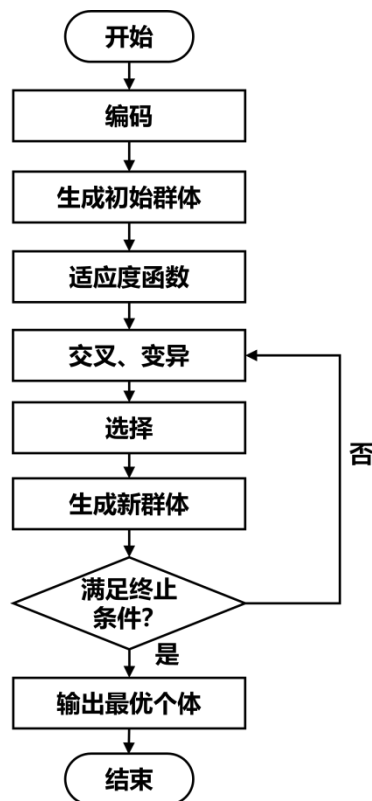 开始
编码
生成初始群体
适应度函数
交叉、变异
选择
否
生成新群体
满足终止
条件？
是
输出最优个体
结束